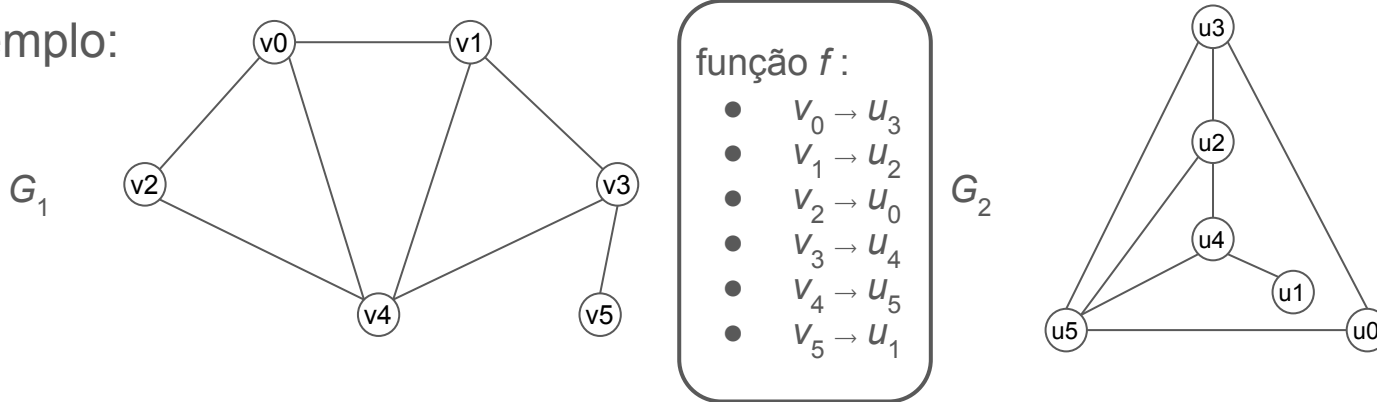 emplo:
G1
v0
v1
v2
v3
v4
v5
função f :
● v0 → u3
● v1 → u2
● v2 → u0
● v3 → u4
● v4 → u5
● v5 → u1
G2
u3
u2
u4
u1
u5
u0